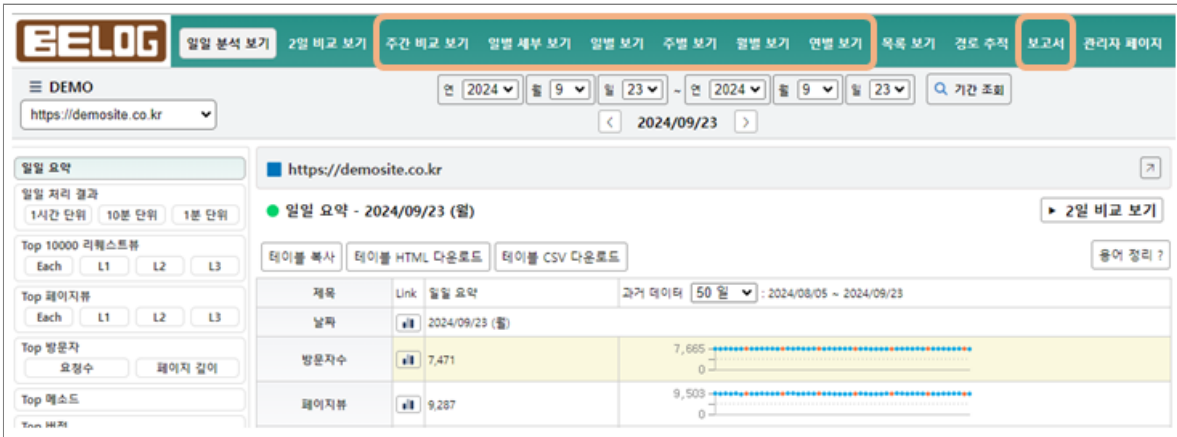 BELOG 일일 분석 보기 2일 비교 보기 주간 비교 보기 일별 세부 보기 일별 보기 주별 보기 월별 보기 연별 보기 목록 보기 경로 추적 보고서 관리자 페이지
☰ DEMO
연 2024 월 9 일 23 ~ 연 2024 월 9 일 23 기간 조회
https://demosite.co.kr
< 2024/09/23 >
일일 요약
일일 처리 결과
1시간 단위 10분 단위 1분 단위
Top 10000 리퀘스트뷰
Each L1 L2 L3
Top 페이지뷰
Each L1 L2 L3
Top 방문자
요청수 페이지 길이
Top 메소드
Top 버전
https://demosite.co.kr
일일 요약 - 2024/09/23 (월)
▶ 2일 비교 보기
테이블 복사 테이블 HTML 다운로드 테이블 CSV 다운로드
용어 정리 ?
제목 Link 일일 요약 과거 데이터 50 일 : 2024/08/05 ~ 2024/09/23
날짜 2024/09/23 (월)
방문자수 7,471 7,665
0
페이지뷰 9,287 9,503
0